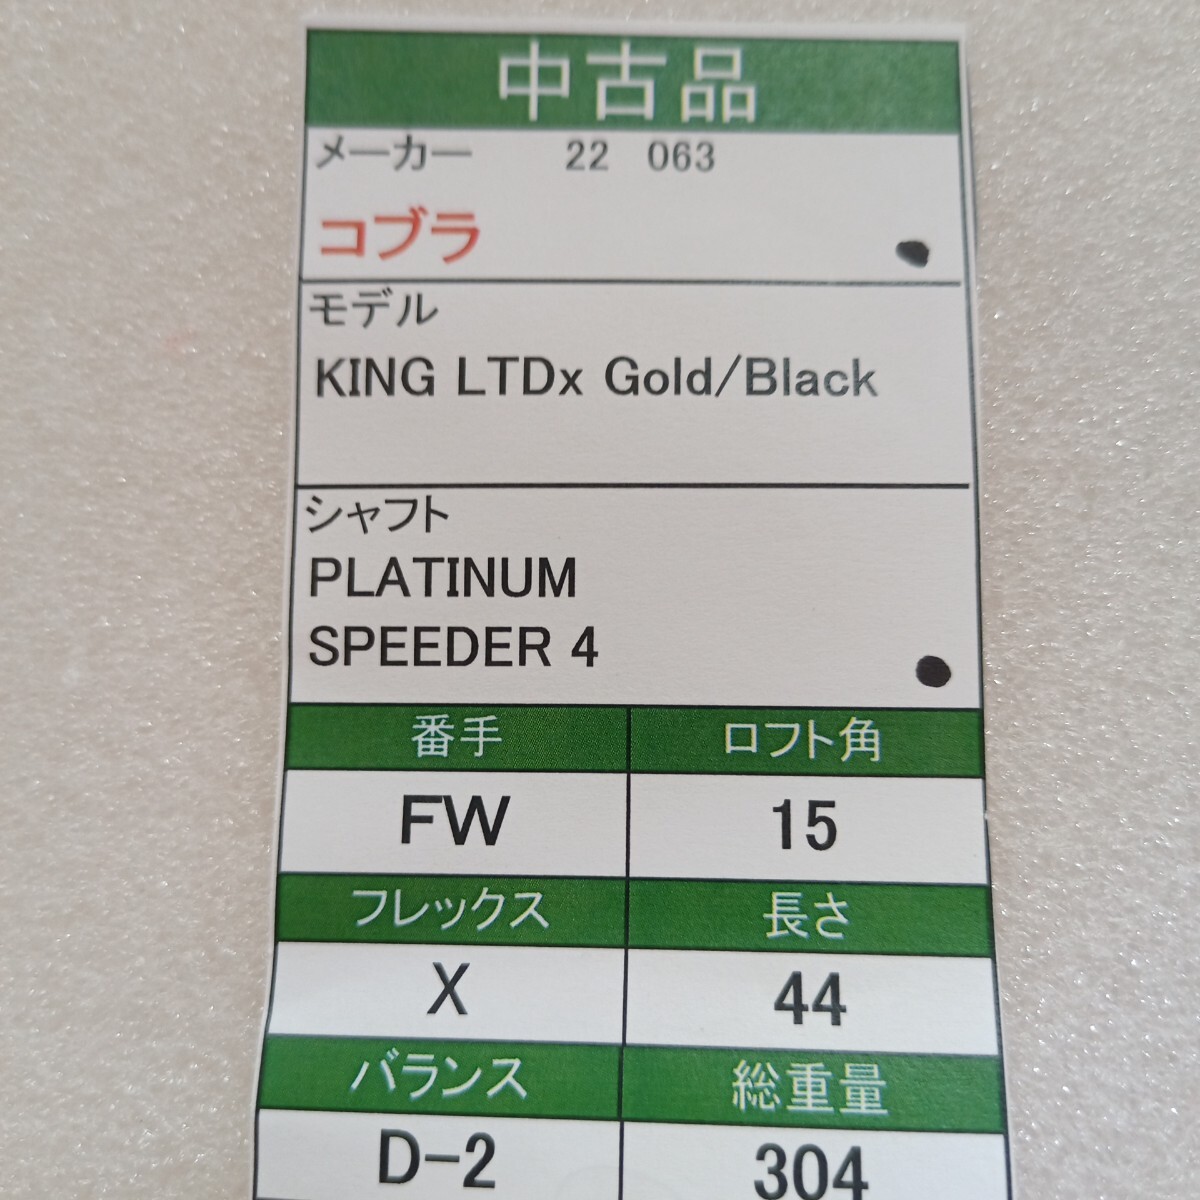 中古品
メーカー 22 063
コブラ
モデル
KING LTDx Gold/Black
シャフト
PLATINUM
SPEEDER 4
番手 ロフト角
FW 15
フレックス 長さ
X 44
バランス 総重量
D-2 304